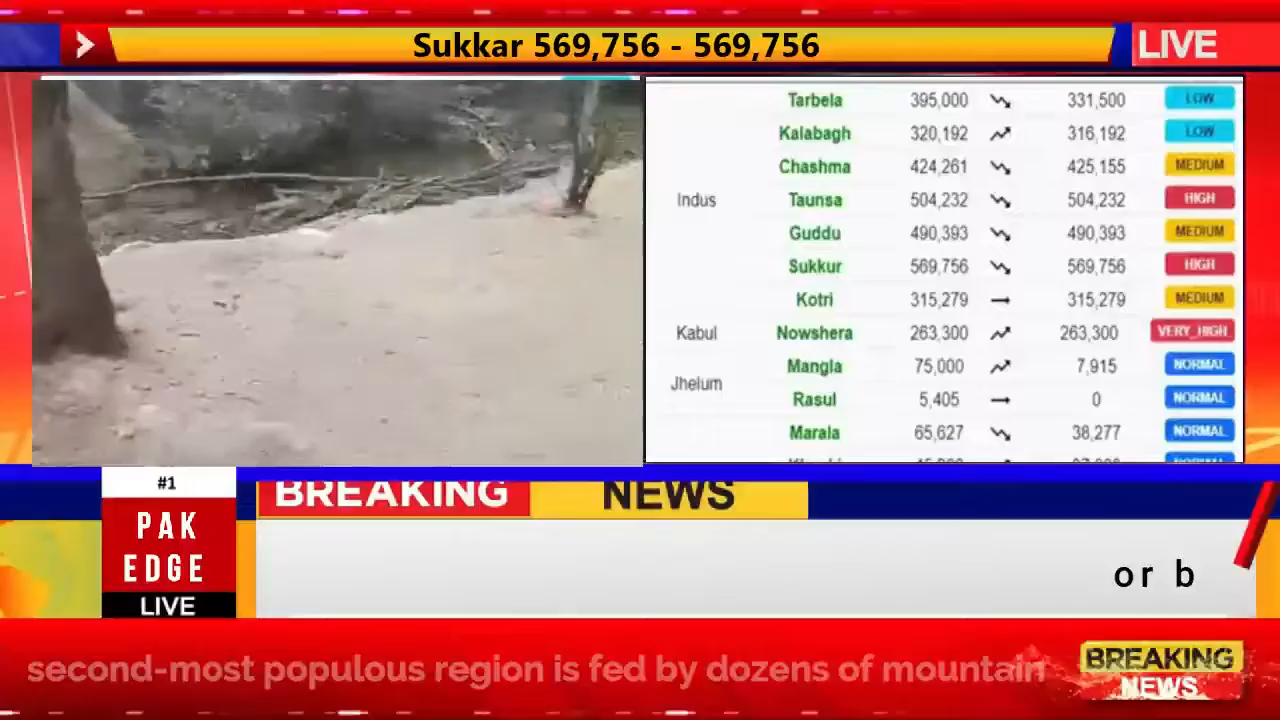 Sukkar 569,756 - 569,756
LIVE
Tarbela 395,000 331,500 LOW
Kalabagh 320,192 316,192 LOW
Chashma 424,261 425,155 MEDIUM
Indus Taunsa 504,232 504,232 HIGH
Guddu 490,393 490,393 MEDIUM
Sukkur 569,756 569,756 HIGH
Kotri 315,279 315,279 MEDIUM
Kabul Nowshera 263,300 263,300 VERY_HIGH
Mangla 75,000 7,915 NORMAL
Jhelum
Rasul 5,405 0 NORMAL
Marala 65,627 38,277 NORMAL
#1
PAK
EDGE
LIVE
BREAKING NEWS
or b
second-most populous region is fed by dozens of mountain
BREAKING
NEWS